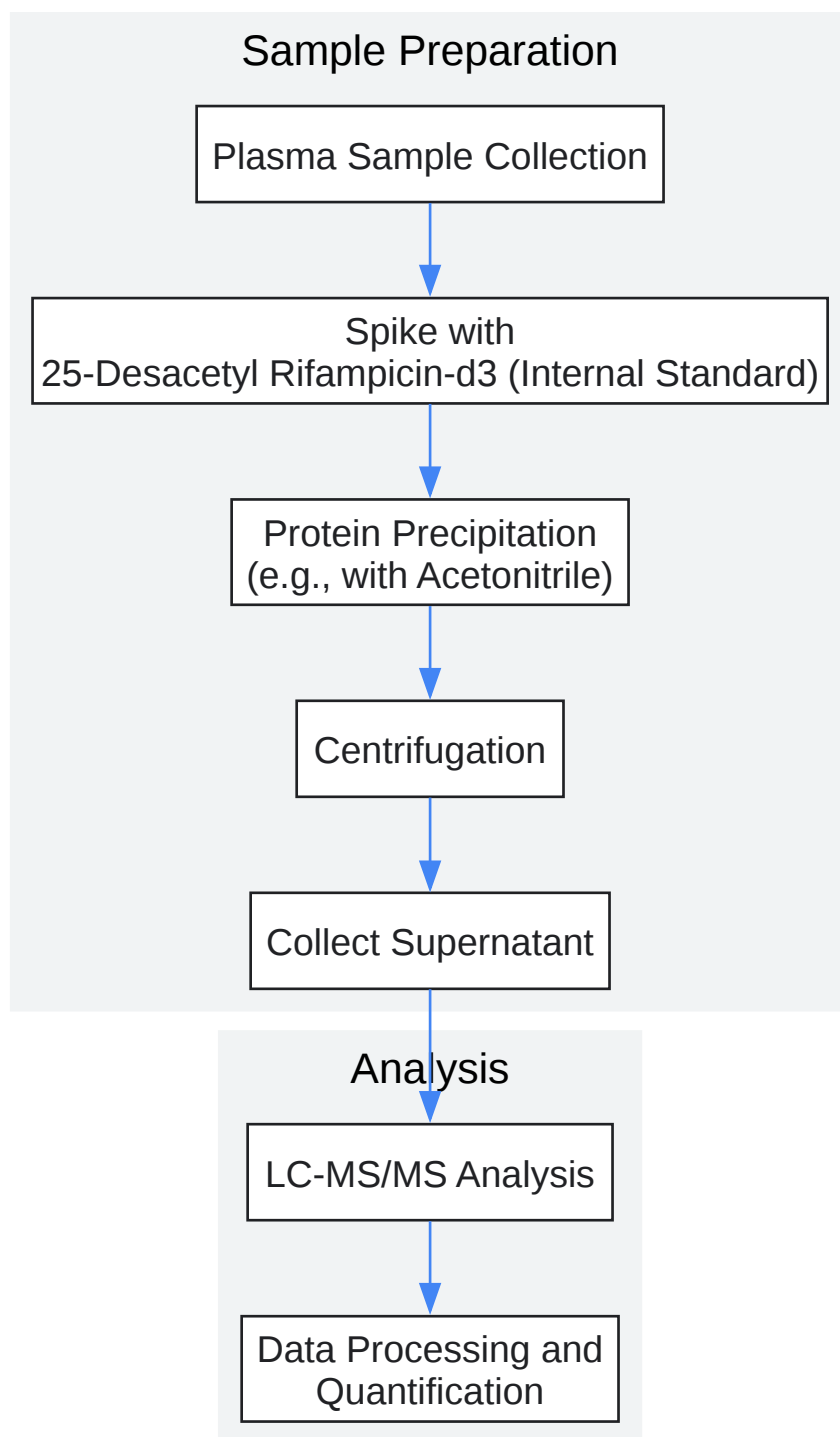 Sample Preparation
Plasma Sample Collection
Spike with
25-Desacetyl Rifampicin-d3 (Internal Standard)
Protein Precipitation
(e.g., with Acetonitrile)
Centrifugation
Collect Supernatant
Analysis
LC-MS/MS Analysis
Data Processing and
Quantification